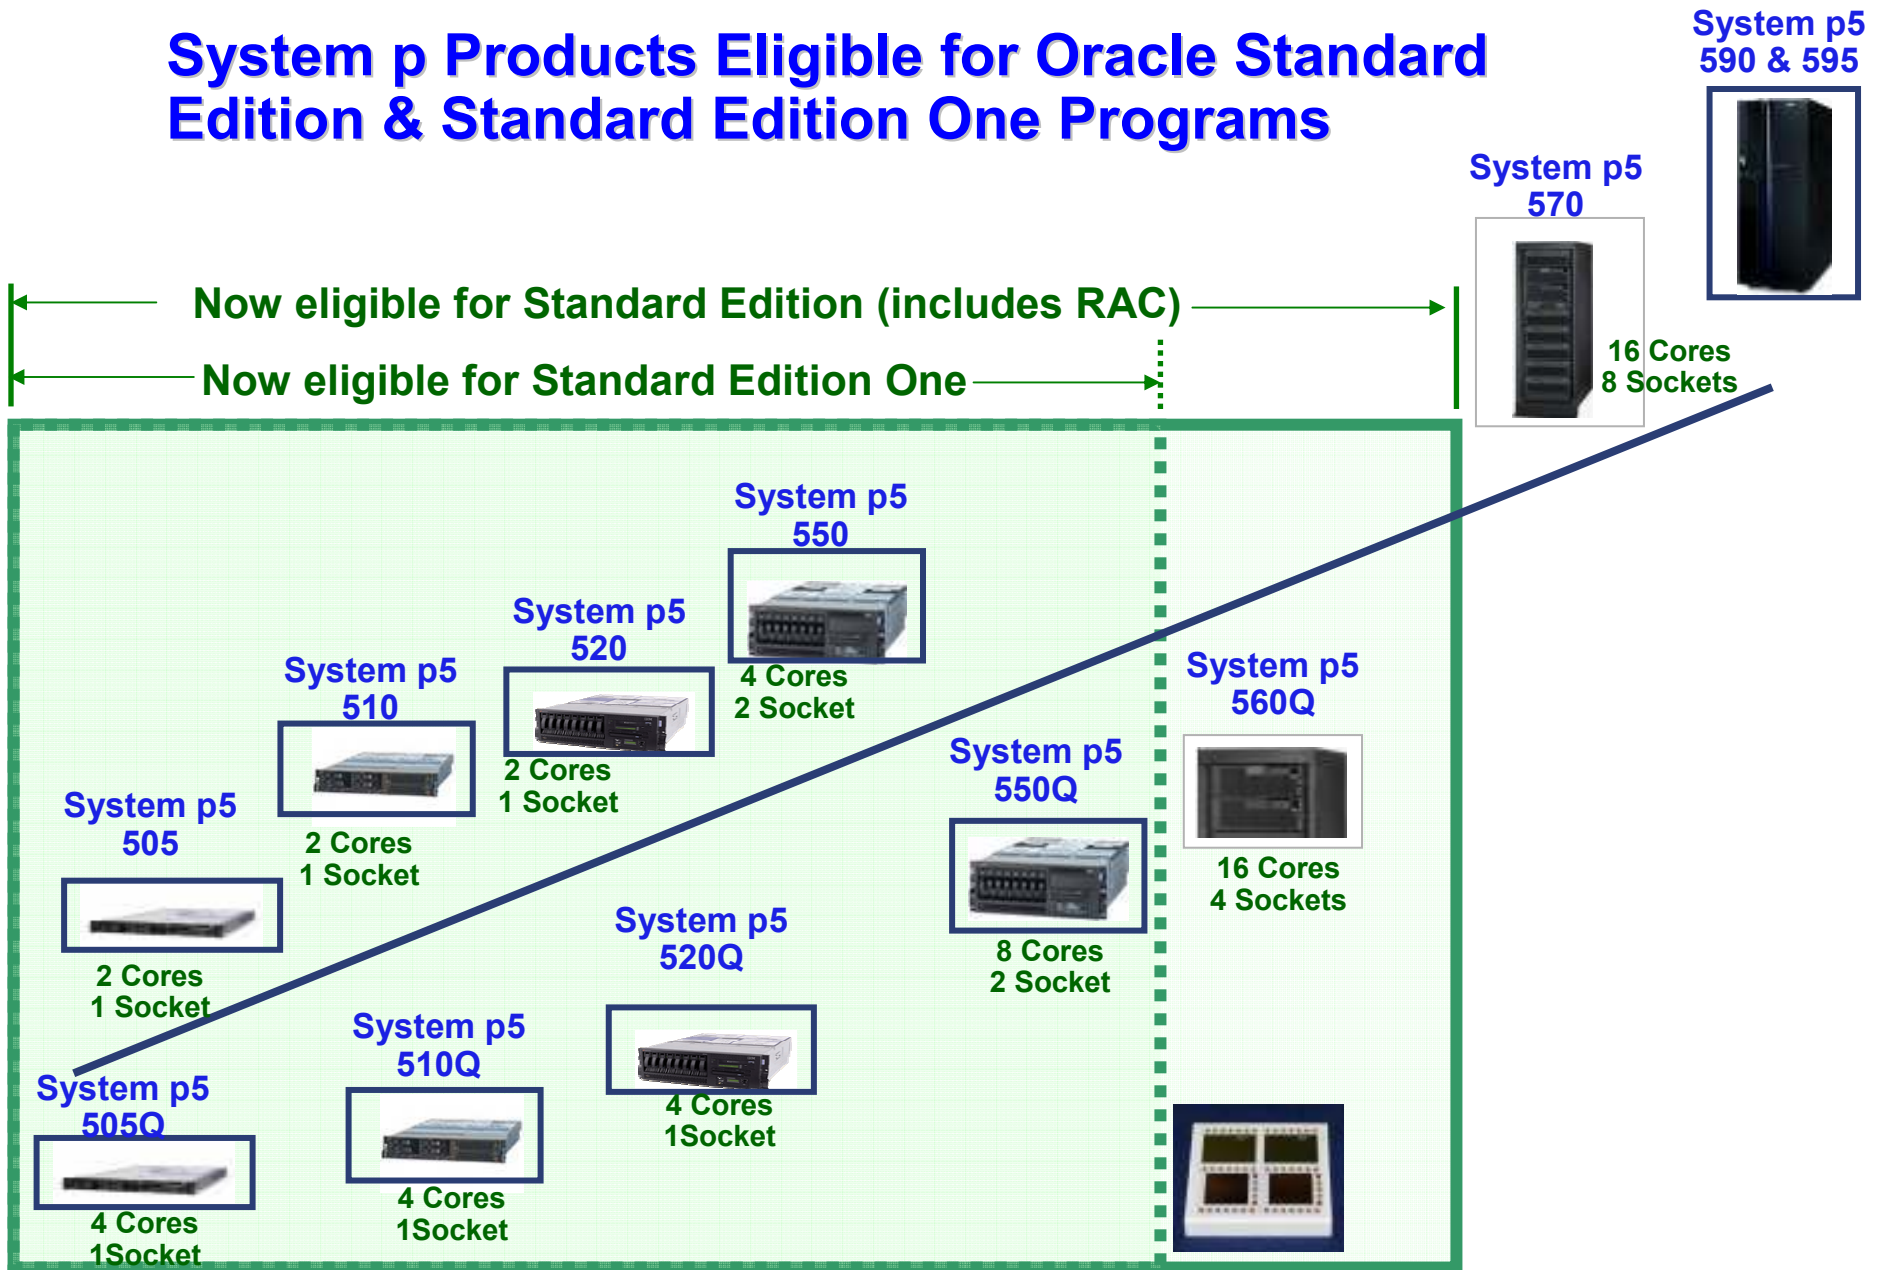 System p Products Eligible for Oracle Standard
Edition & Standard Edition One Programs
System p5
590 & 595
System p5
570
16 Cores
8 Sockets
Now eligible for Standard Edition (includes RAC)
Now eligible for Standard Edition One
System p5
550
4 Cores
2 Socket
System p5
520
2 Cores
1 Socket
System p5
510
2 Cores
1 Socket
System p5
505
2 Cores
1 Socket
System p5
560Q
16 Cores
4 Sockets
System p5
550Q
8 Cores
2 Socket
System p5
520Q
4 Cores
1Socket
System p5
510Q
4 Cores
1Socket
System p5
505Q
4 Cores
1Socket